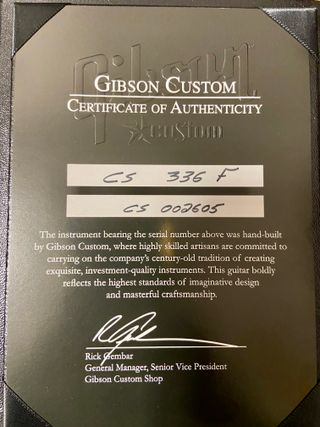 Gibson
Custom
GIBSON CUSTOM
CERTIFICATE OF AUTHENTICITY
CS 336 F
CS 002605
The instrument bearing the serial number above was hand-built
by Gibson Custom, where highly skilled artisans are committed to
carrying on the company's century-old tradition of creating
exquisite, investment-quality instruments. This guitar boldly
reflects the highest standards of imaginative design
and masterful craftsmanship.
Rick Gembar
General Manager, Senior Vice President
Gibson Custom Shop